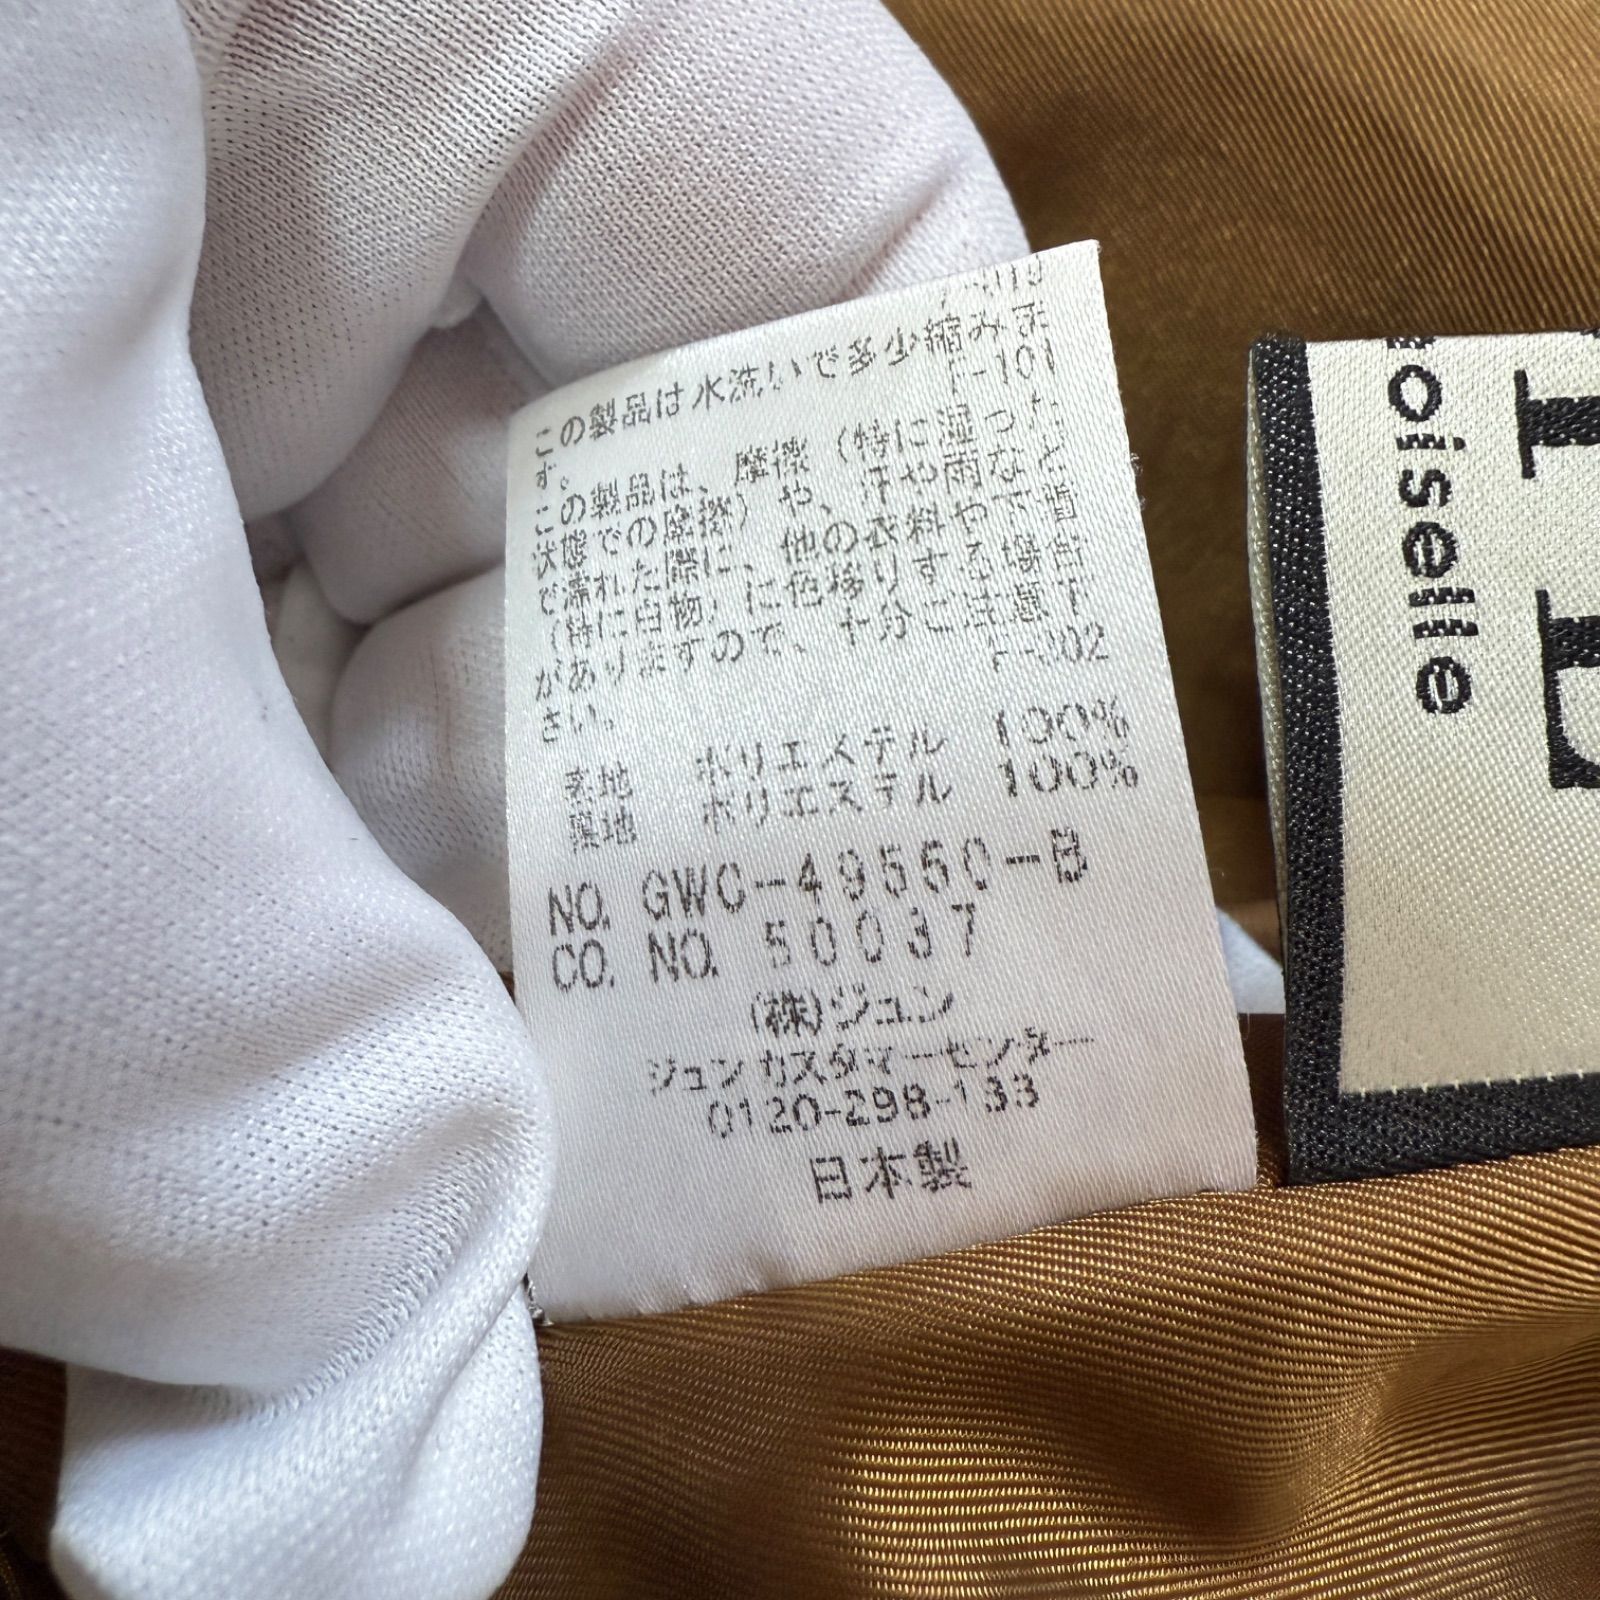 この製品は水洗いで多少縮みま
す。
F-101
この製品は、摩擦(特に湿った
状態での摩擦)や、汗や雨など
で濡れた際に、他の衣料や下着
(特に白物)に色移りする場合
がありますので、十分ご注意下
さい。
F-302
表地 ポリエステル 100%
裏地 ポリエステル 100%
NO. GWC-49550-B
CO. NO. 50037
(株)ジュン
ジュンカスタマーセンター
0120-298-133
日本製
oiselle